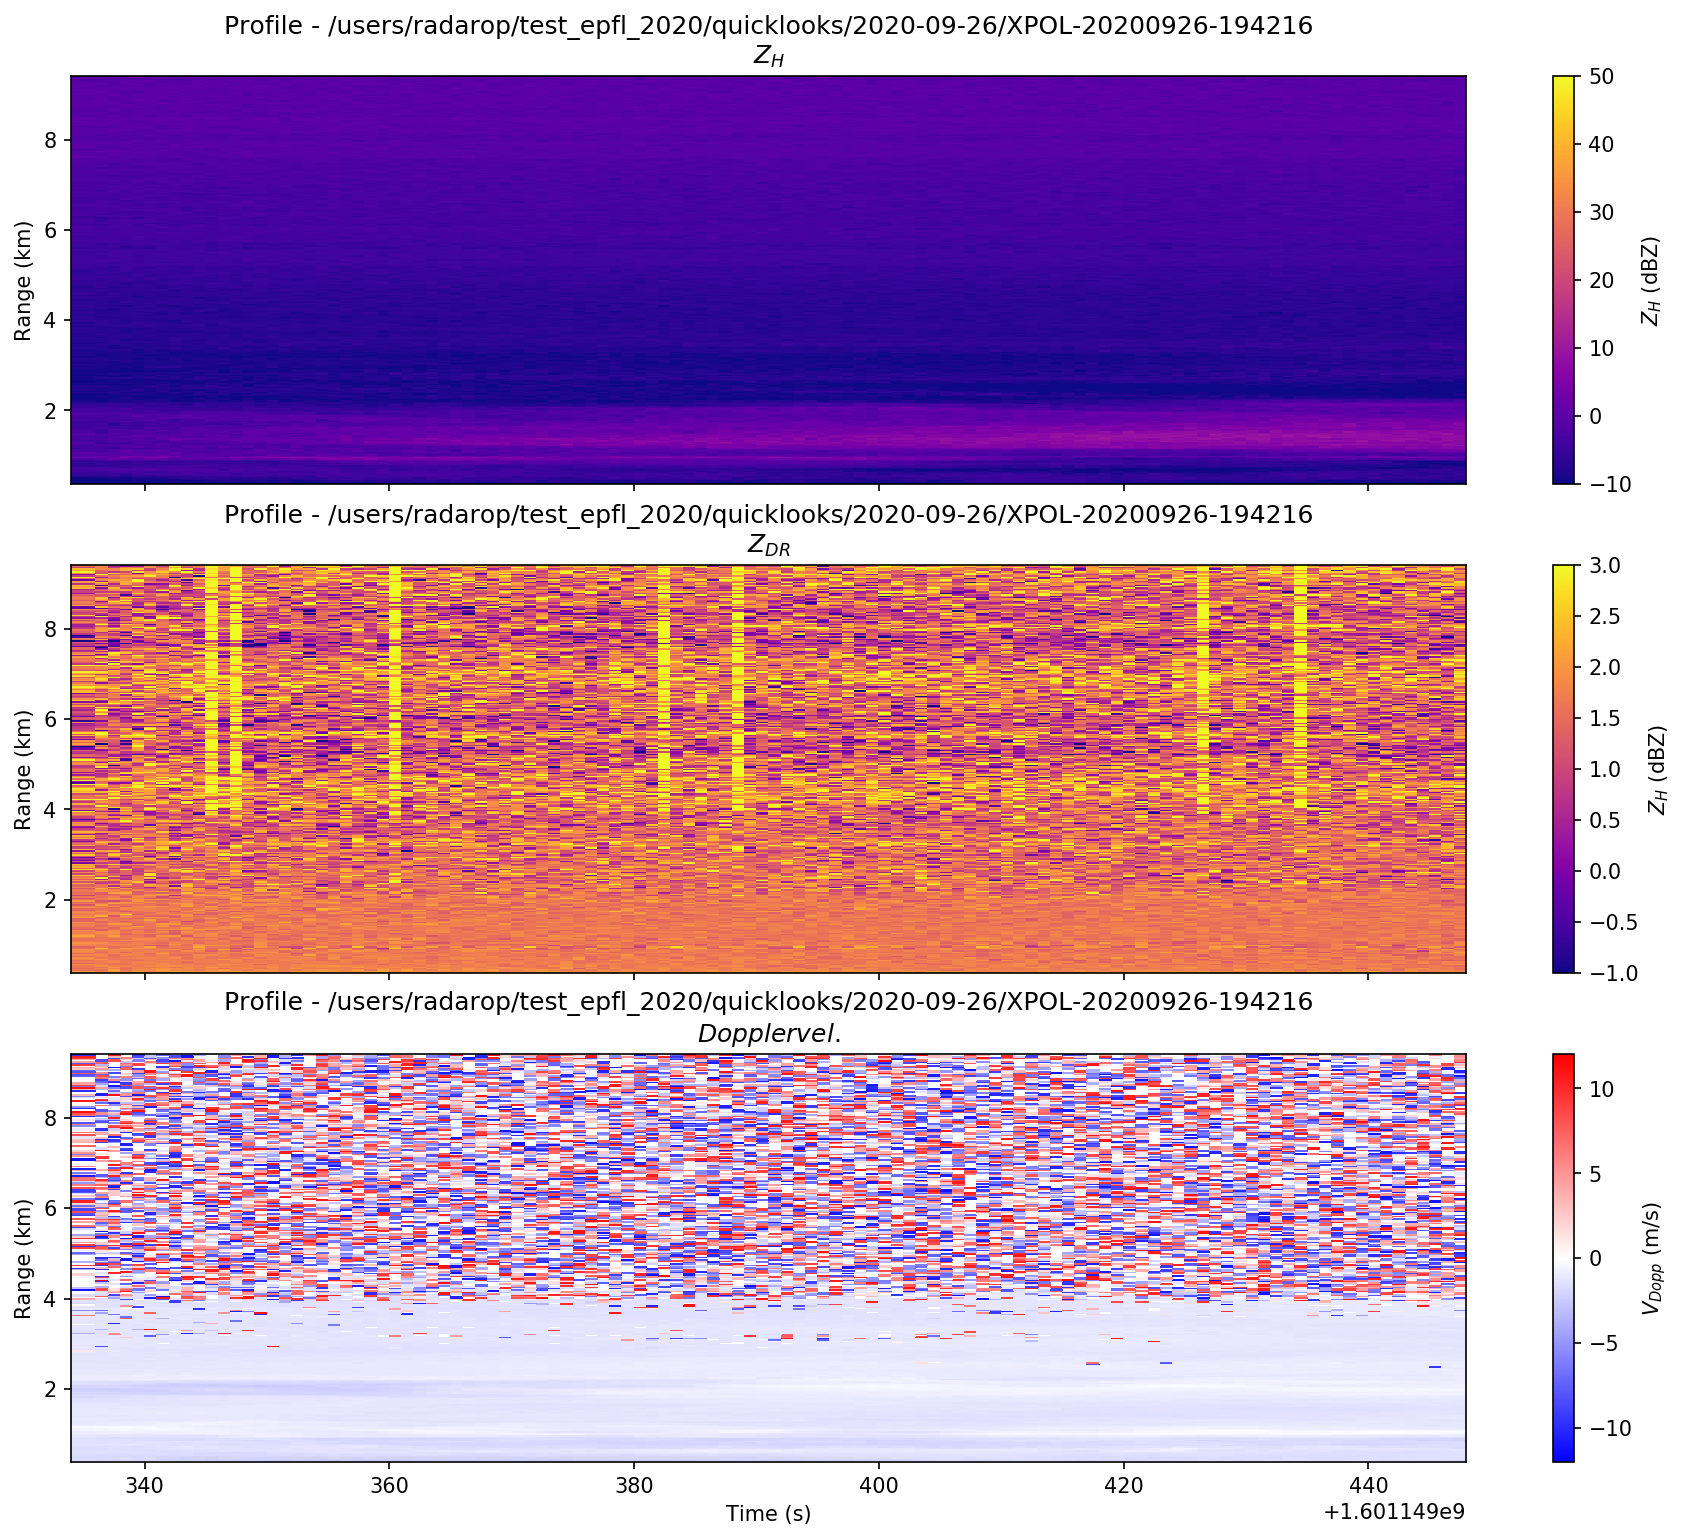 Profile - /users/radarop/test_epfl_2020/quicklooks/2020-09-26/XPOL-20200926-194216
Z_H
8
6
4
2
Range (km)
50
40
30
20
10
0
−10
Z_H (dBZ)
Profile - /users/radarop/test_epfl_2020/quicklooks/2020-09-26/XPOL-20200926-194216
Z_DR
8
6
4
2
Range (km)
3.0
2.5
2.0
1.5
1.0
0.5
0.0
−0.5
−1.0
Z_H (dBZ)
Profile - /users/radarop/test_epfl_2020/quicklooks/2020-09-26/XPOL-20200926-194216
Dopplervel.
8
6
4
2
Range (km)
340 360 380 400 420 440
Time (s)
+1.601149e9
10
5
0
−5
−10
V_Dopp (m/s)